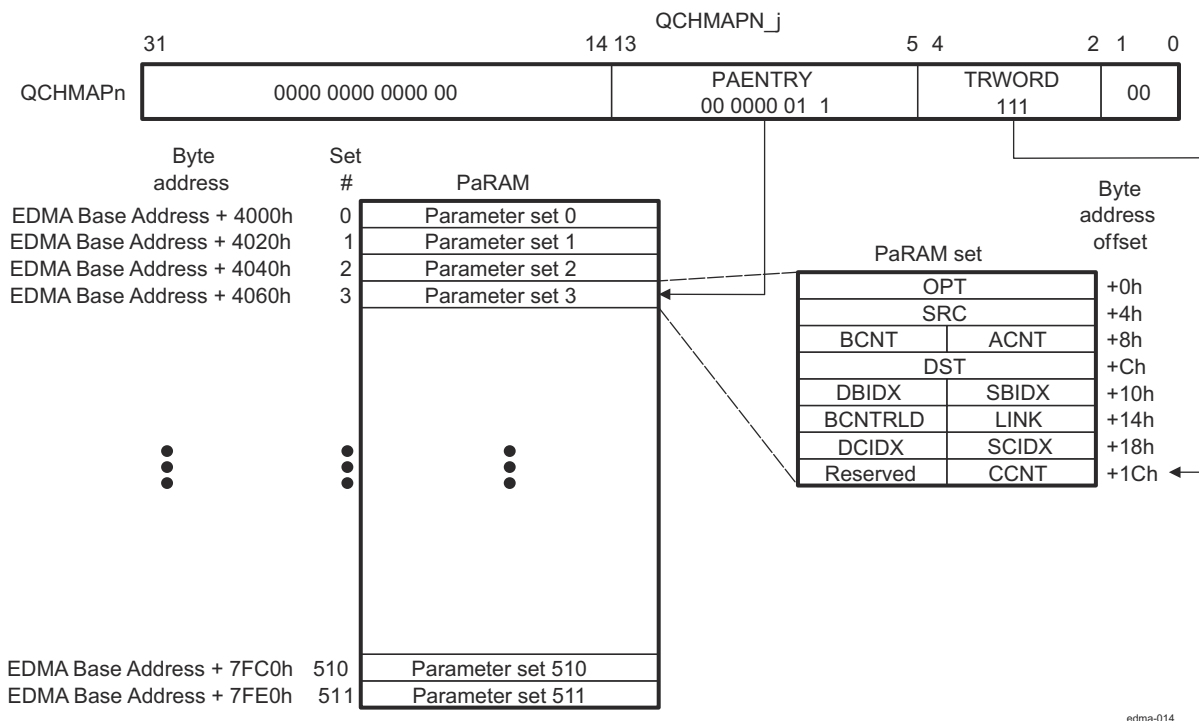 QCHMAPN_j
31 14 13 5 4 2 1 0
QCHMAPn 0000 0000 0000 00 PAENTRY 00 0000 01 1 TRWORD 111 00
Byte address
Set #
PaRAM
EDMA Base Address + 4000h 0 Parameter set 0
EDMA Base Address + 4020h 1 Parameter set 1
EDMA Base Address + 4040h 2 Parameter set 2
EDMA Base Address + 4060h 3 Parameter set 3
EDMA Base Address + 7FC0h 510 Parameter set 510
EDMA Base Address + 7FE0h 511 Parameter set 511
PaRAM set
Byte address offset
OPT +0h
SRC +4h
BCNT ACNT +8h
DST +Ch
DBIDX SBIDX +10h
BCNTRLD LINK +14h
DCIDX SCIDX +18h
Reserved CCNT +1Ch
edma-014